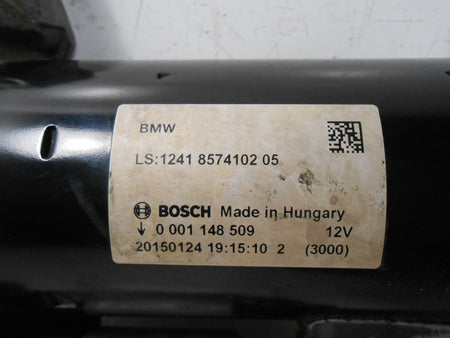 BMW
LS:1241 8574102 05
BOSCH Made in Hungary
0 001 148 509 12V
20150124 19:15:10 2 (3000)